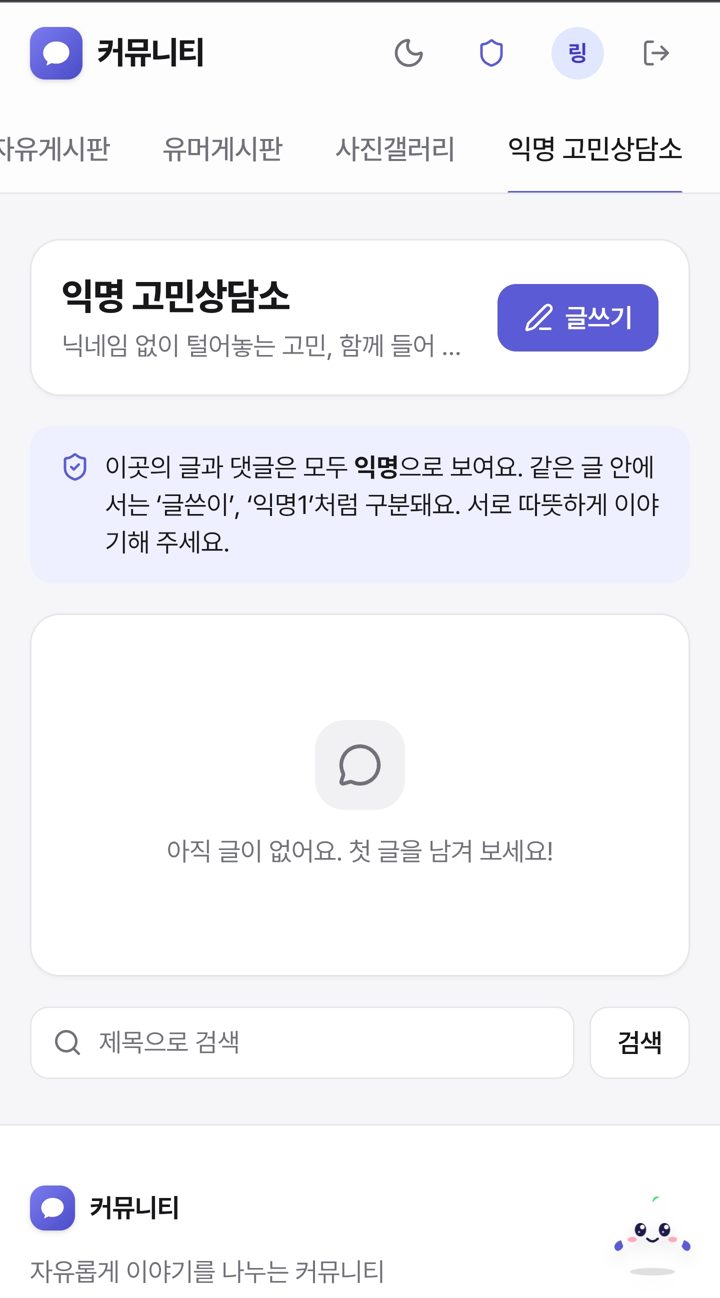 커뮤니티
링
자유게시판 유머게시판 사진갤러리 익명 고민상담소
익명 고민상담소
닉네임 없이 털어놓는 고민, 함께 들어 ...
글쓰기
이곳의 글과 댓글은 모두 익명으로 보여요. 같은 글 안에
서는 ‘글쓴이’, ‘익명1’처럼 구분돼요. 서로 따뜻하게 이야
기해 주세요.
아직 글이 없어요. 첫 글을 남겨 보세요!
제목으로 검색
검색
커뮤니티
자유롭게 이야기를 나누는 커뮤니티